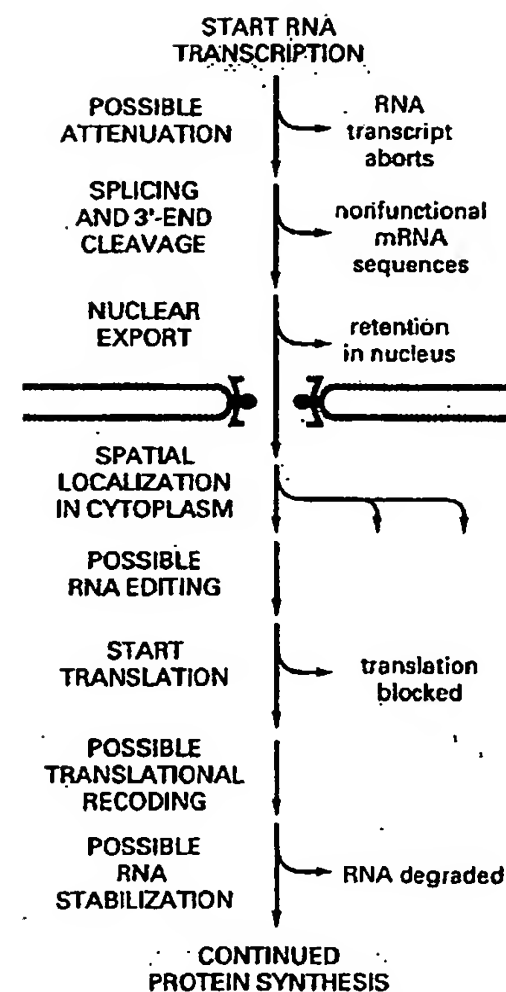 START RNA
TRANSCRIPTION
POSSIBLE
ATTENUATION
RNA
transcript
aborts
SPLICING
AND 3'-END
CLEAVAGE
nonfunctional
mRNA
sequences
NUCLEAR
EXPORT
retention
in nucleus
SPATIAL
LOCALIZATION
IN CYTOPLASM
POSSIBLE
RNA EDITING
START
TRANSLATION
translation
blocked
POSSIBLE
TRANSLATIONAL
RECODING
POSSIBLE
RNA
STABILIZATION
RNA degraded
CONTINUED
PROTEIN SYNTHESIS